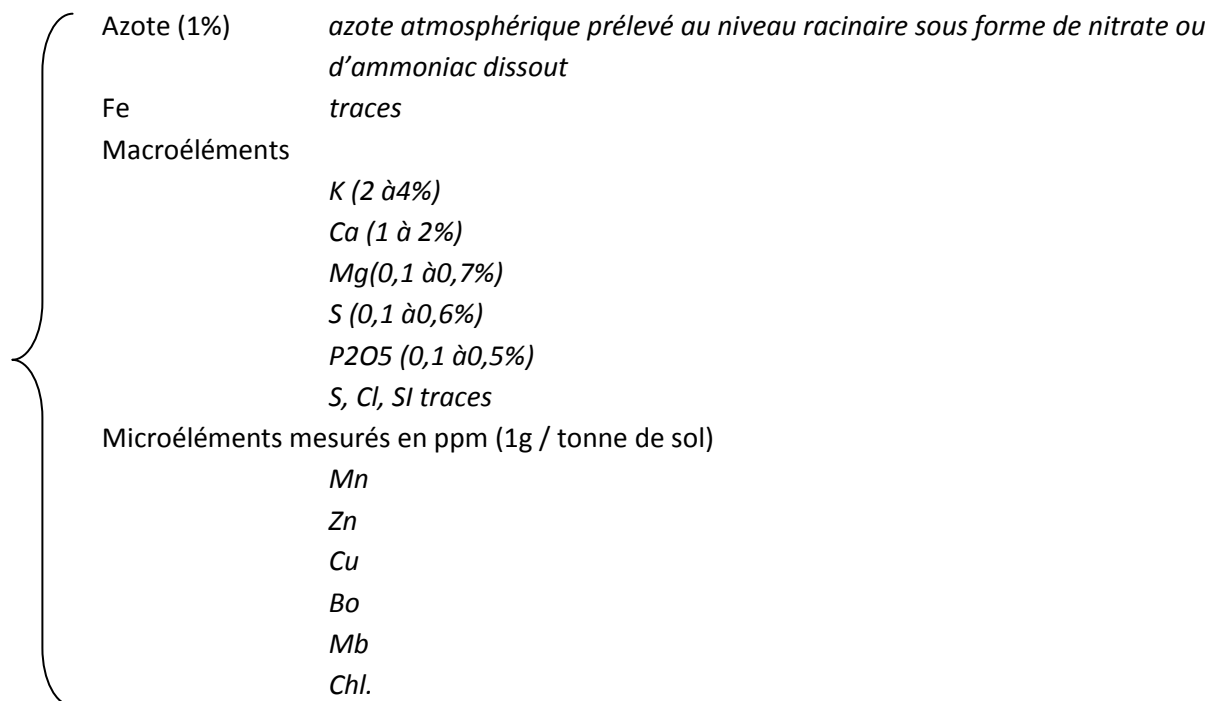 Azote (1%) azote atmosphérique prélevé au niveau racinaire sous forme de nitrate ou
d’ammoniac dissout
Fe traces
Macroéléments
K (2 à4%)
Ca (1 à 2%)
Mg(0,1 à0,7%)
S (0,1 à0,6%)
P2O5 (0,1 à0,5%)
S, Cl, SI traces
Microéléments mesurés en ppm (1g / tonne de sol)
Mn
Zn
Cu
Bo
Mb
Chl.